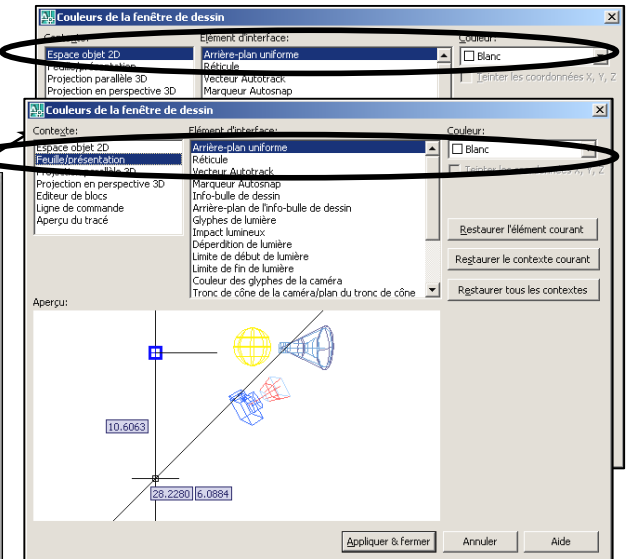 Couleurs de la fenêtre de dessin
Elément d'interface:
Couleur:
Espace objet 2D
Arrière-plan uniforme
Blanc
Feuille/présentation
Réticule
Projection parallèle 3D
Vecteur Autotrack
Teinter les coordonnées X, Y, Z
Projection en perspective 3D
Marqueur Autosnap
Couleurs de la fenêtre de dessin
Contexte:
Elément d'interface:
Couleur:
Espace objet 2D
Feuille/présentation
Projection parallèle 3D
Projection en perspective 3D
Editeur de blocs
Ligne de commande
Aperçu du tracé
Arrière-plan uniforme
Réticule
Vecteur Autotrack
Marqueur Autosnap
Info-bulle de dessin
Arrière-plan de l'info-bulle de dessin
Glyphes de lumière
Impact lumineux
Déperdition de lumière
Limite de début de lumière
Limite de fin de lumière
Couleur des glyphes de la caméra
Tronc de cône de la caméra/plan du tronc de cône
Blanc
Teinter les coordonnées X, Y, Z
Restaurer l'élément courant
Restaurer le contexte courant
Restaurer tous les contextes
Aperçu:
10.6063
28.2280 6.0884
Appliquer & fermer
Annuler
Aide